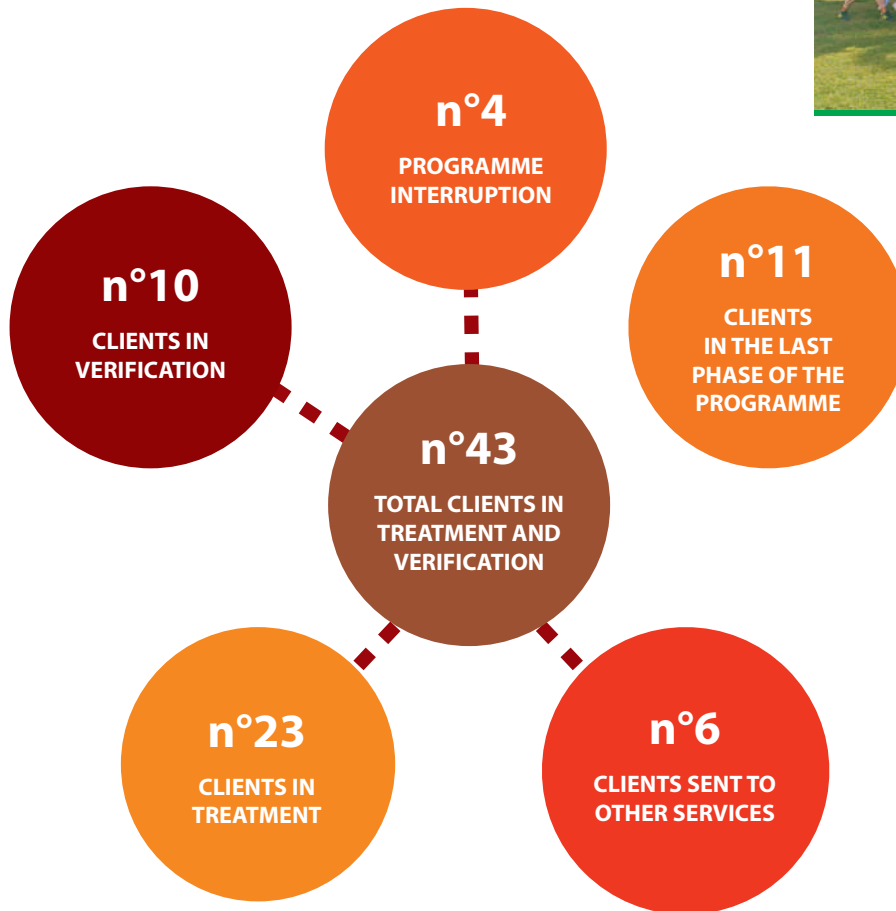 n°4
PROGRAMME
INTERRUPTION
n°10
CLIENTS IN
VERIFICATION
n°11
CLIENTS
IN THE LAST
PHASE OF THE
PROGRAMME
n°43
TOTAL CLIENTS IN
TREATMENT AND
VERIFICATION
n°23
CLIENTS IN
TREATMENT
n°6
CLIENTS SENT TO
OTHER SERVICES